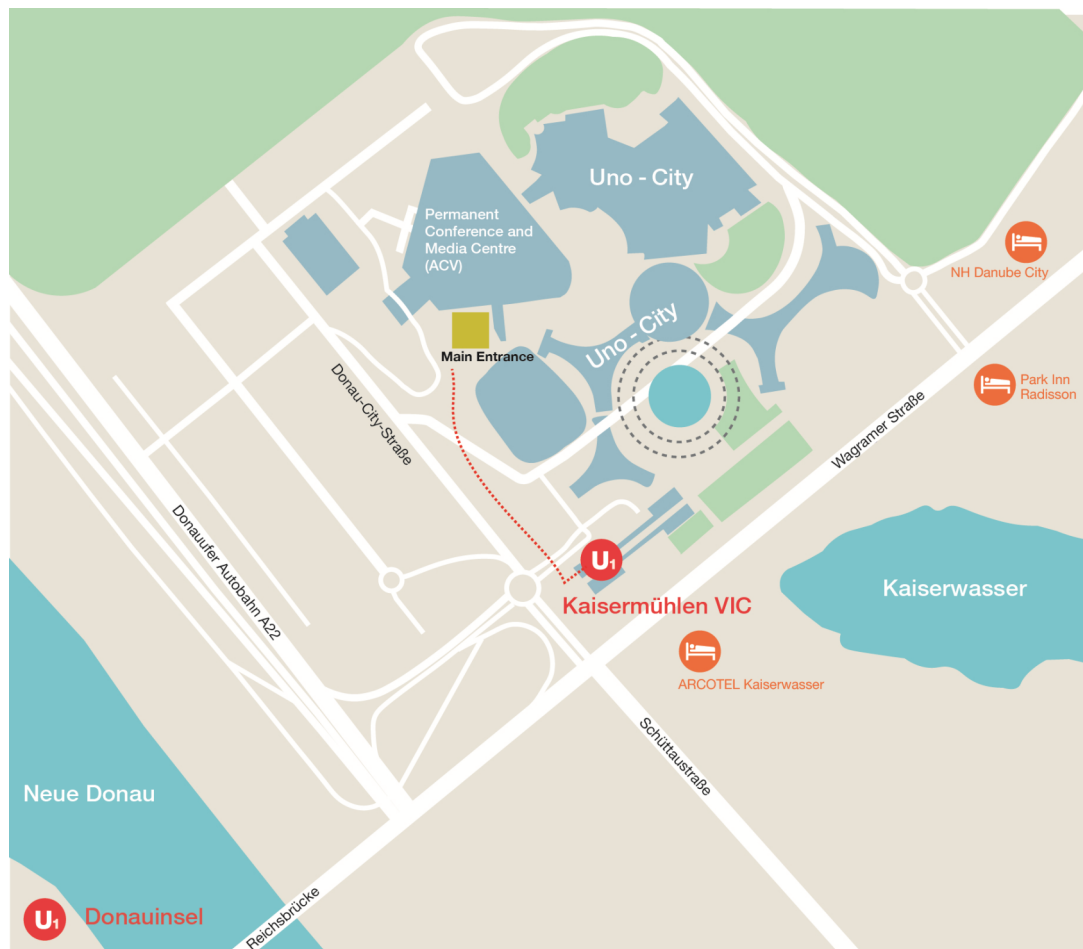 Uno - City
Permanent
Conference and
Media Centre
(ACV)
NH Danube City
Uno - City
Main Entrance
Donau-City-Straße
Park Inn
Radisson
Wagramer Straße
Donauufer Autobahn A22
U1
Kaisermühlen VIC
Kaiserwasser
ARCOTEL Kaiserwasser
Schüttaustraße
Neue Donau
U1
Donauinsel
Reichsbrücke